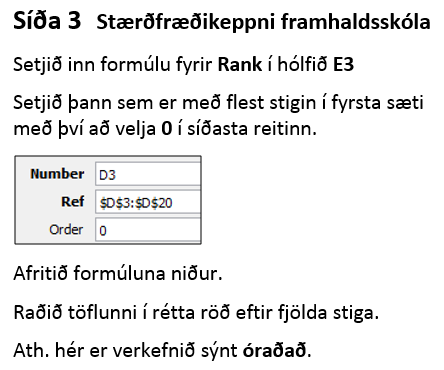 Síða 3 Stærðfræðikeppni framhaldsskóla
Setjið inn formúlu fyrir Rank í hólfið E3
Setjið þann sem er með flest stigin í fyrsta sæti
með því að velja 0 í síðasta reitinn.
Number D3
Ref $D$3:$D$20
Order 0
Afritið formúluna niður.
Raðið töflunni í rétta röð eftir fjölda stiga.
Ath. hér er verkefnið sýnt óraðað.